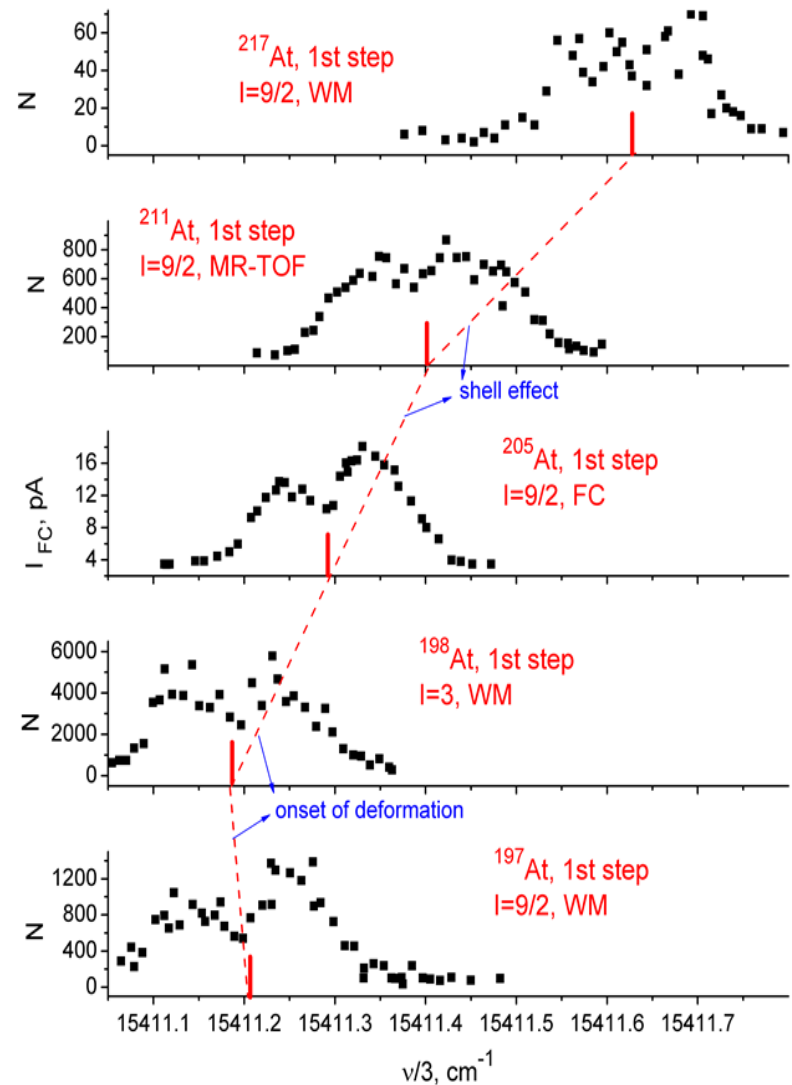 60
40
20
0
N
²¹⁷At, 1st step
I=9/2, WM
800
600
400
200
N
²¹¹At, 1st step
I=9/2, MR-TOF
shell effect
16
12
8
4
I_FC, pA
²⁰⁵At, 1st step
I=9/2, FC
6000
4000
2000
0
N
¹⁹⁸At, 1st step
I=3, WM
onset of deformation
1200
800
400
0
N
¹⁹⁷At, 1st step
I=9/2, WM
15411.1 15411.2 15411.3 15411.4 15411.5 15411.6 15411.7
ν/3, cm⁻¹